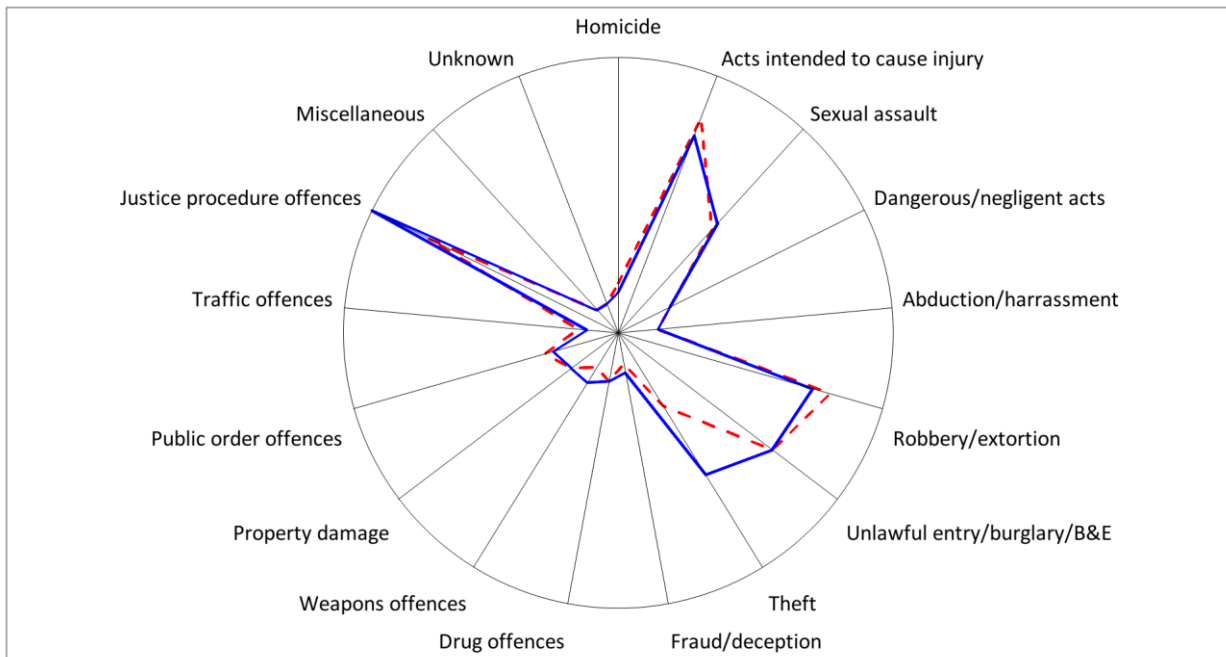 Homicide
Acts intended to cause injury
Sexual assault
Dangerous/negligent acts
Abduction/harrassment
Robbery/extortion
Unlawful entry/burglary/B&E
Theft
Fraud/deception
Drug offences
Weapons offences
Property damage
Public order offences
Traffic offences
Justice procedure offences
Miscellaneous
Unknown